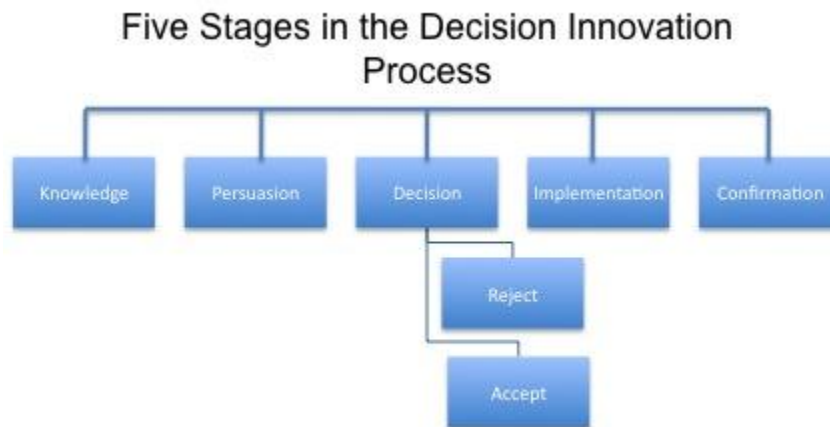 Five Stages in the Decision Innovation
Process
Knowledge
Persuasion
Decision
Implementation
Confirmation
Reject
Accept